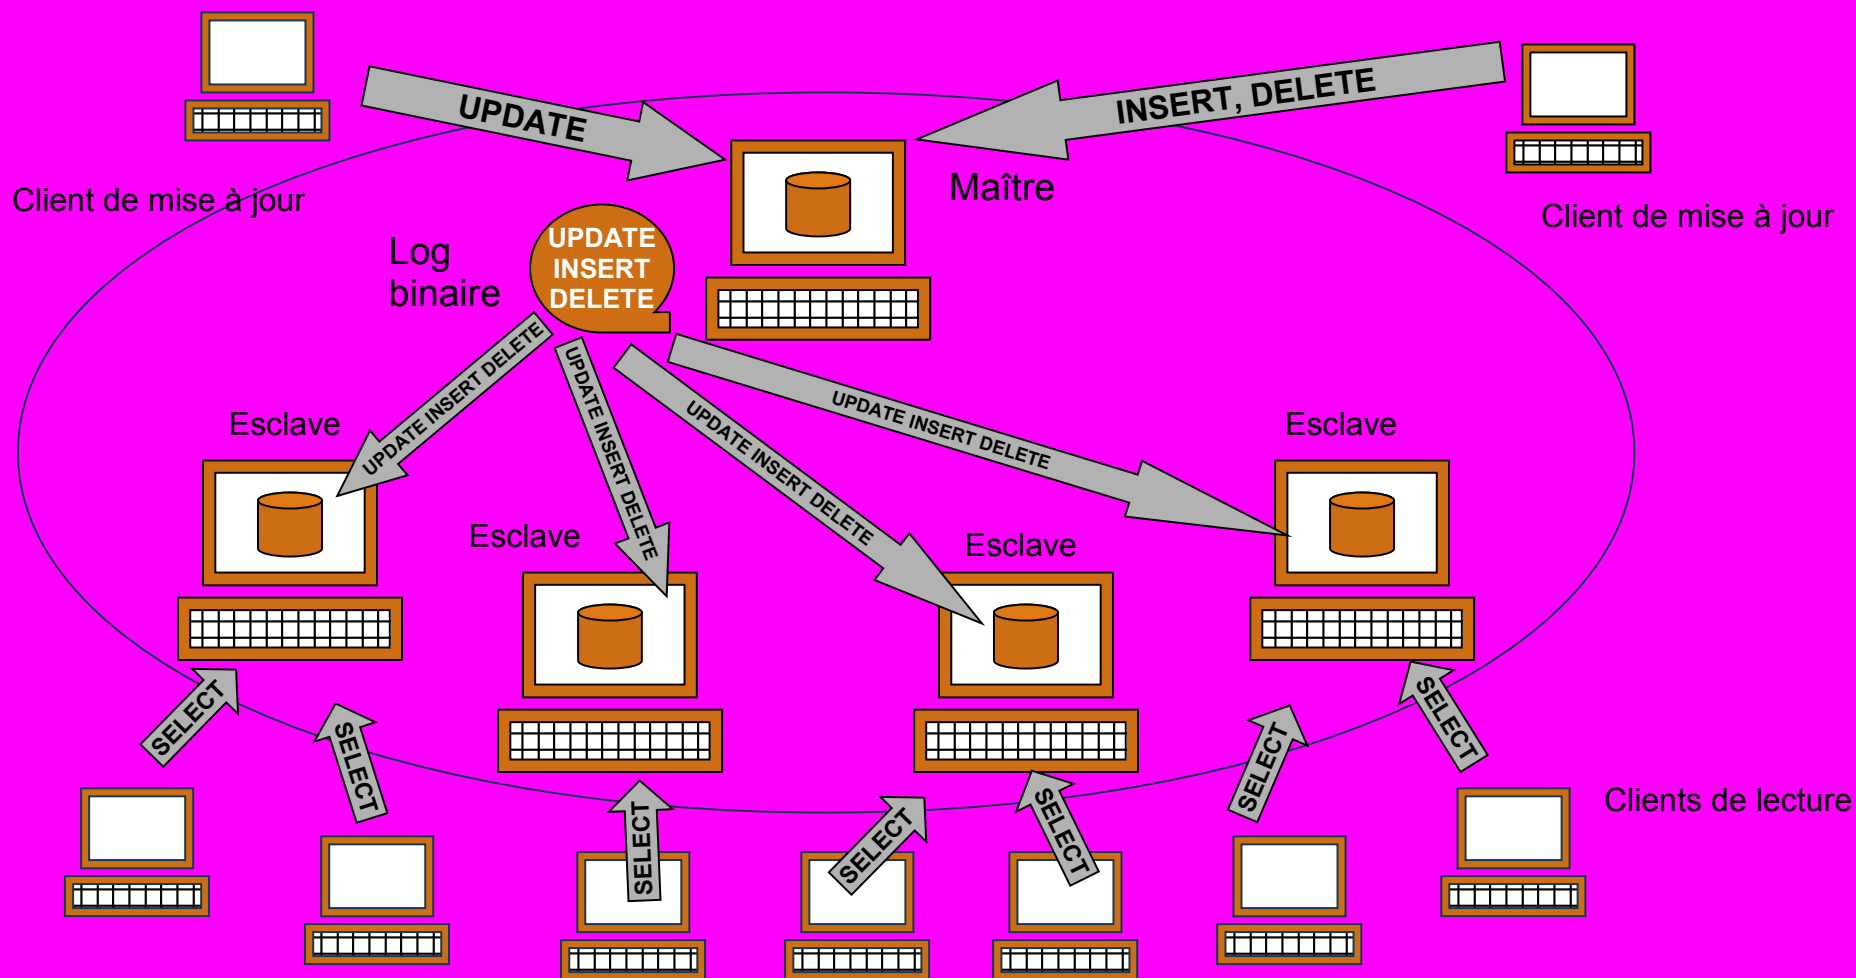 UPDATE
INSERT, DELETE
Maître
Client de mise à jour
Client de mise à jour
Log
binaire
UPDATE
INSERT
DELETE
UPDATE INSERT DELETE
UPDATE INSERT DELETE
UPDATE INSERT DELETE
UPDATE INSERT DELETE
Esclave
Esclave
Esclave
Esclave
SELECT
SELECT
SELECT
SELECT
SELECT
SELECT
SELECT
Clients de lecture